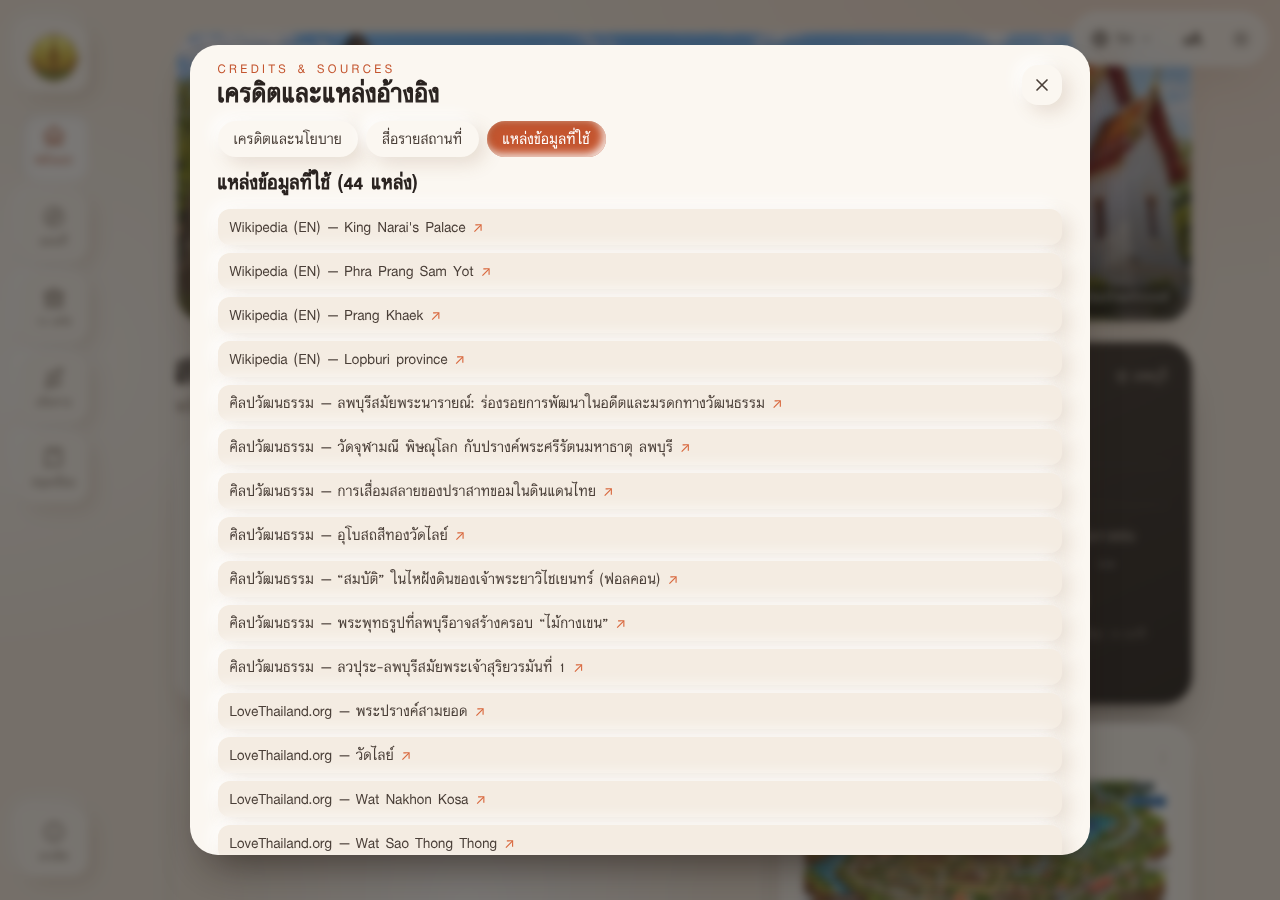 CREDITS & SOURCES
เครดิตและแหล่งอ้างอิง
เครดิตและนโยบาย
สื่อรายสถานที่
แหล่งข้อมูลที่ใช้
แหล่งข้อมูลที่ใช้ (44 แหล่ง)
Wikipedia (EN) — King Narai's Palace ↗
Wikipedia (EN) — Phra Prang Sam Yot ↗
Wikipedia (EN) — Prang Khaek ↗
Wikipedia (EN) — Lopburi province ↗
ศิลปวัฒนธรรม — ลพบุรีสมัยพระนารายณ์: ร่องรอยการพัฒนาในอดีตและมรดกทางวัฒนธรรม ↗
ศิลปวัฒนธรรม — วัดจุฬามณี พิษณุโลก กับปรางค์พระศรีรัตนมหาธาตุ ลพบุรี ↗
ศิลปวัฒนธรรม — การเสื่อมสลายของปราสาทขอมในดินแดนไทย ↗
ศิลปวัฒนธรรม — อุโบสถสีทองวัดไลย์ ↗
ศิลปวัฒนธรรม — “สมบัติ” ในไหฝังดินของเจ้าพระยาวิไชเยนทร์ (ฟอลคอน) ↗
ศิลปวัฒนธรรม — พระพุทธรูปที่ลพบุรีอาจสร้างครอบ “ไม้กางเขน” ↗
ศิลปวัฒนธรรม — ลวปุระ-ลพบุรีสมัยพระเจ้าสุริยวรมันที่ 1 ↗
LoveThailand.org — พระปรางค์สามยอด ↗
LoveThailand.org — วัดไลย์ ↗
LoveThailand.org — Wat Nakhon Kosa ↗
LoveThailand.org — Wat Sao Thong Thong ↗